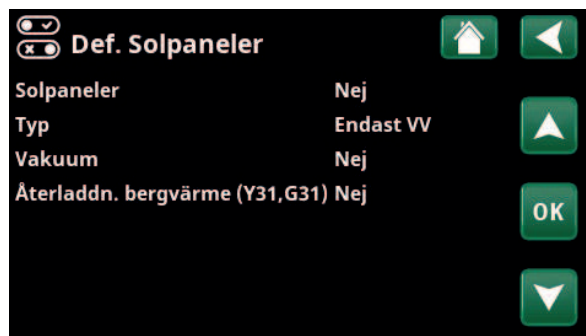 Def. Solpaneler
Solpaneler Nej
Typ Endast VV
Vakuum Nej
Återladdn. bergvärme (Y31,G31) Nej
OK